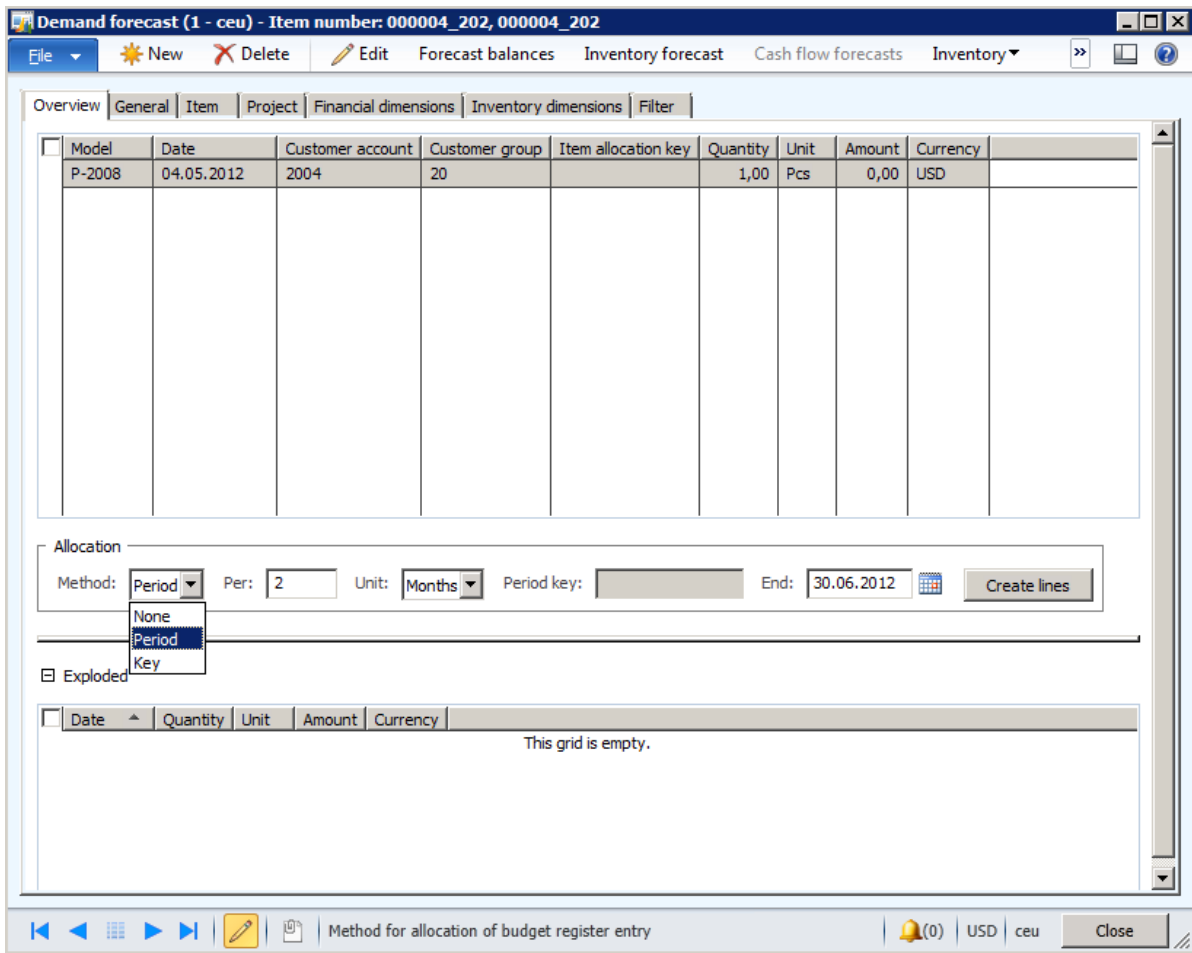 Demand forecast (1 - ceu) - Item number: 000004_202, 000004_202
File New Delete Edit Forecast balances Inventory forecast Cash flow forecasts Inventory »
Overview General Item Project Financial dimensions Inventory dimensions Filter
Model Date Customer account Customer group Item allocation key Quantity Unit Amount Currency
P-2008 04.05.2012 2004 20 1,00 Pcs 0,00 USD
Allocation
Method: Period Per: 2 Unit: Months Period key: End: 30.06.2012 Create lines
None
Period
Key
Exploded
Date Quantity Unit Amount Currency
This grid is empty.
Method for allocation of budget register entry (0) USD ceu Close